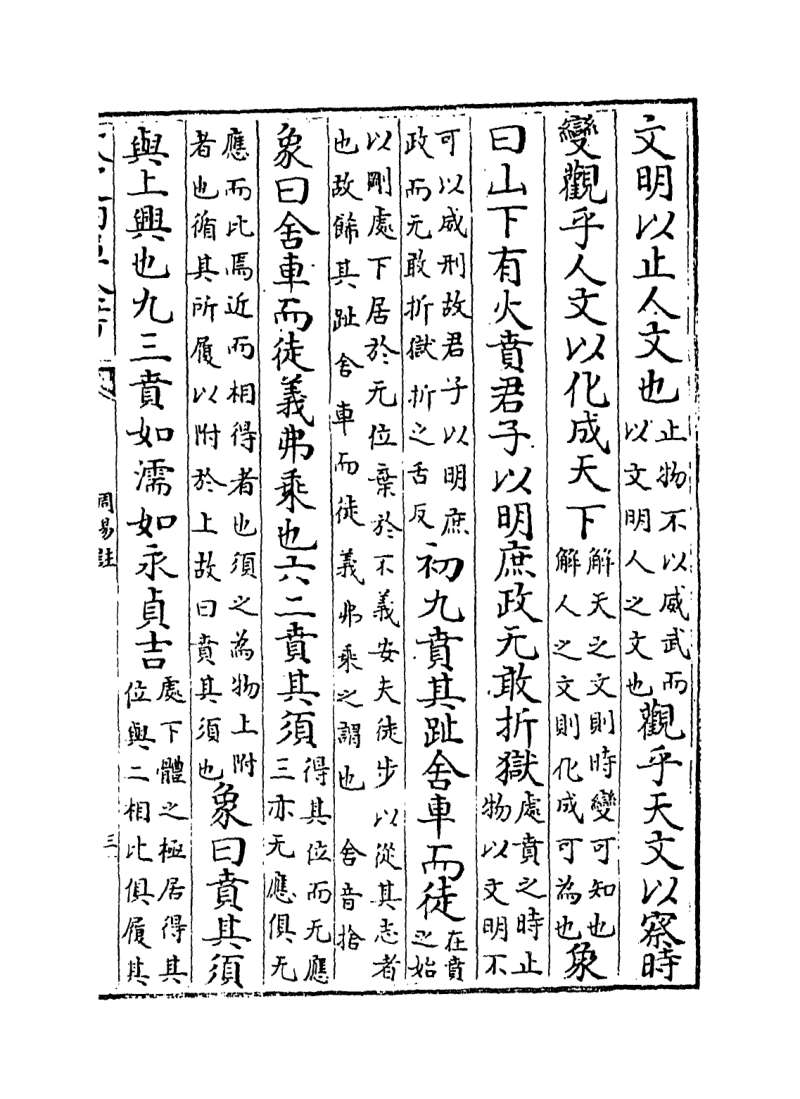 文明以止人文也止物不以威武而以文明人之文也觀乎天文以察時
變觀乎人文以化成天下解天之文則時變可知也解人之文則化成可為也象
曰山下有火賁君子以明庶政无敢折獄處賁之時止物以文明不
可以威刑故君子以明庶政而无敢折獄折之舌反初九賁其趾舍車而徒在賁之始
以剛處下居於无位棄於不義安夫徒步以從其志者也故餙其趾舍車而徒義弗乘之謂也舍音捨
象曰舍車而徒義弗乘也六二賁其須得其位而无應三亦无應俱无
應而比焉近而相得者也須之為物上附者也循其所履以附於上故曰賁其須也象曰賁其須
與上興也九三賁如濡如永貞吉處下體之極居得其位與二相比俱履其
周易註
三